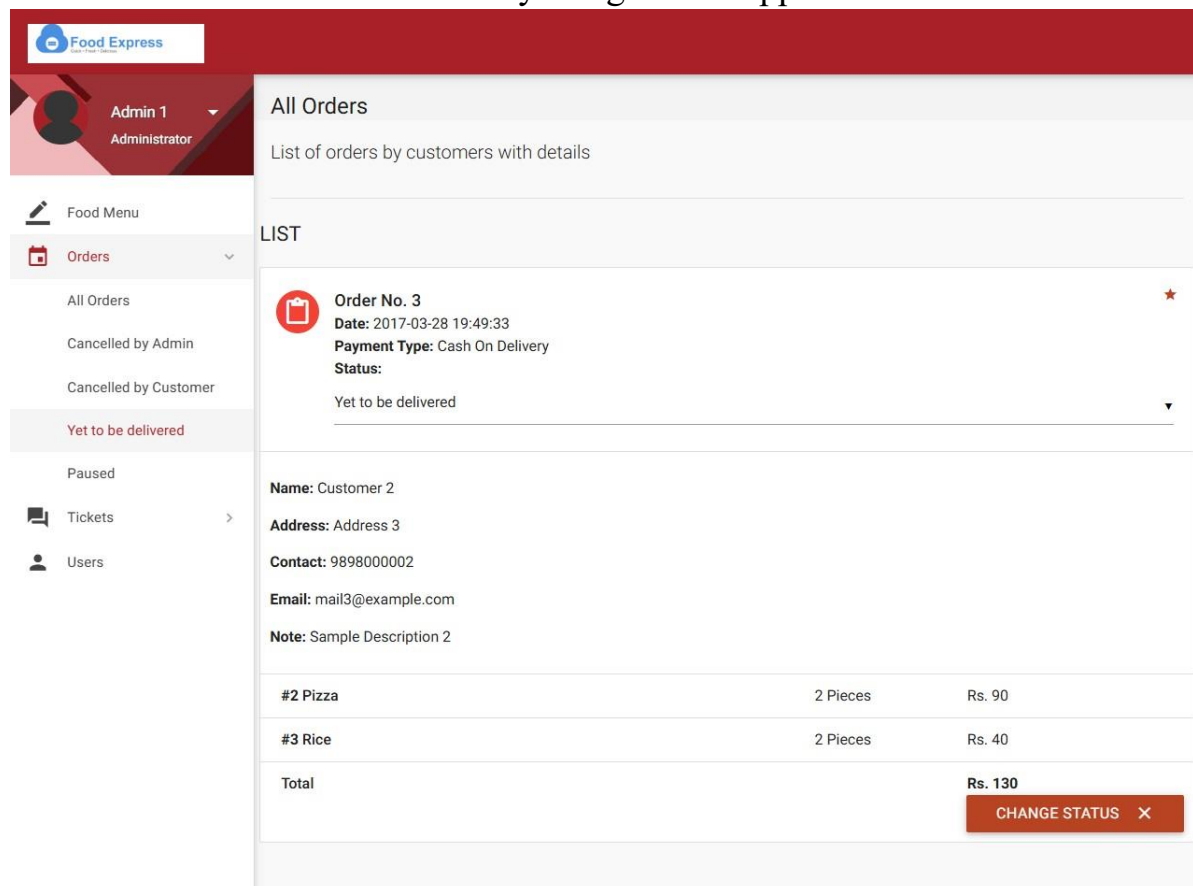 Food Express
Admin 1
Administrator
Food Menu
Orders
All Orders
Cancelled by Admin
Cancelled by Customer
Yet to be delivered
Paused
Tickets
Users
All Orders
List of orders by customers with details
LIST
Order No. 3
Date: 2017-03-28 19:49:33
Payment Type: Cash On Delivery
Status:
Yet to be delivered
Name: Customer 2
Address: Address 3
Contact: 9898000002
Email: mail3@example.com
Note: Sample Description 2
#2 Pizza 2 Pieces Rs. 90
#3 Rice 2 Pieces Rs. 40
Total Rs. 130
CHANGE STATUS